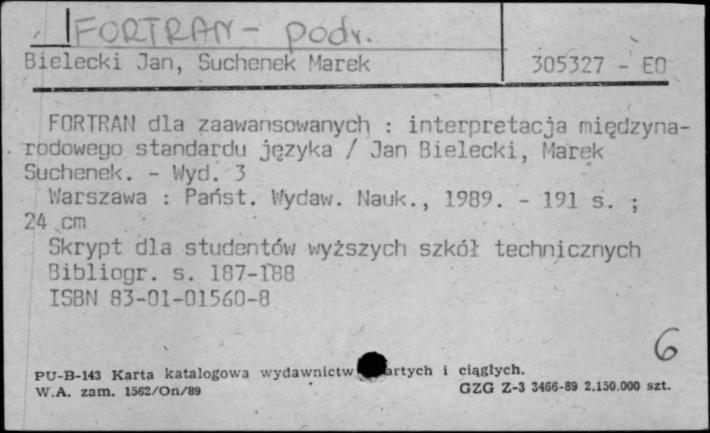 FORTRAN - podr.
Bielecki Jan, Suchenek Marek 305327 - EO
FORTRAN dla zaawansowanych : interpretacja międzyna-
rodowego standardu języka / Jan Bielecki, Marek
Suchenek. - Wyd. 3
Warszawa : Państ. Wydaw. Nauk., 1989. - 191 s. ;
24 cm
Skrypt dla studentów wyższych szkół technicznych
Bibliogr. s. 187-188
ISBN 83-01-01560-8
6
PU-B-143 Karta katalogowa wydawnictw artych i ciągłych.
W.A. zam. 1562/On/89 GZG Z-3 3466-89 2.150.000 szt.